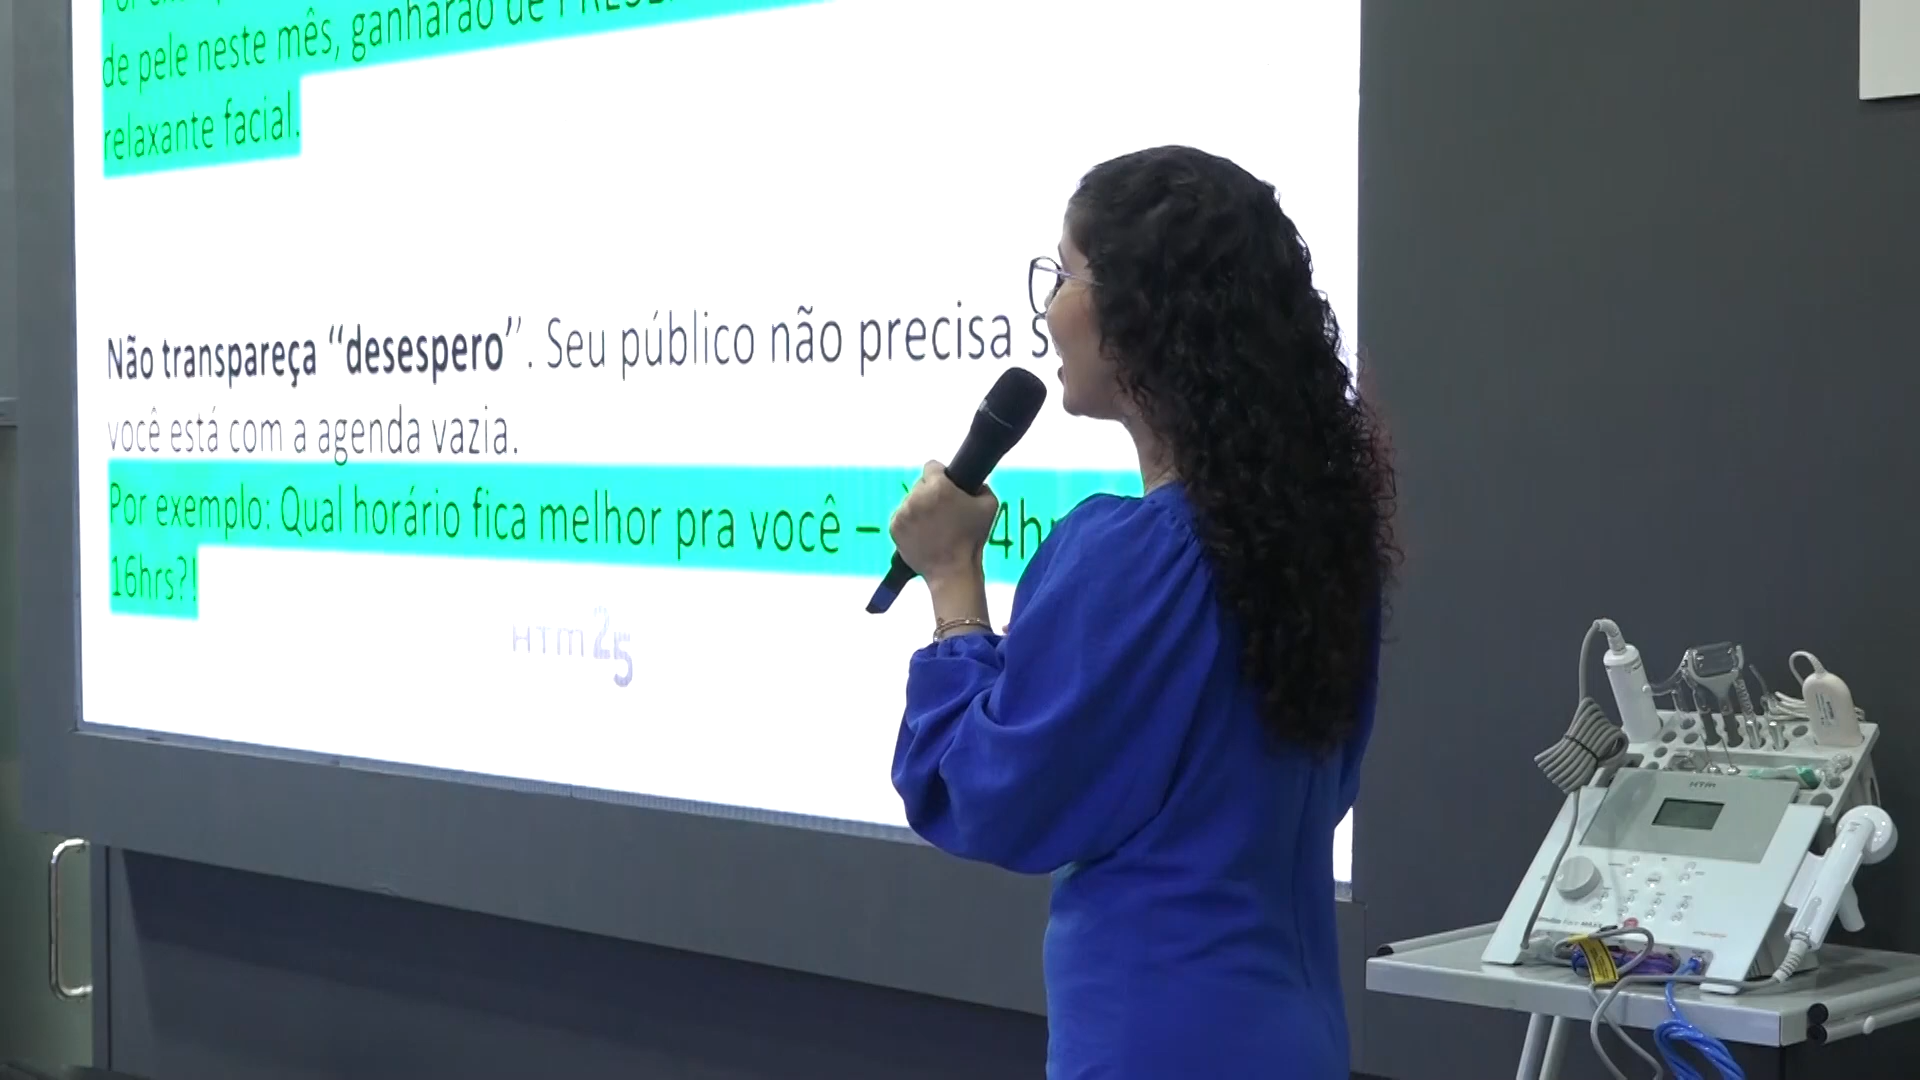 de pele neste mês, ganharão de
relaxante facial.
Não transpareça “desespero”. Seu público não precisa
você está com a agenda vazia.
Por exemplo: Qual horário fica melhor pra você –
16hrs?!
HTM 25
HTM